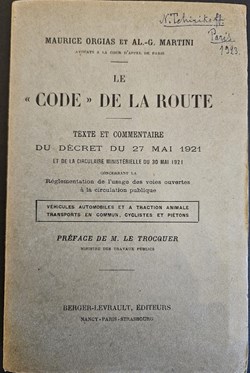 Paris
1923.
MAURICE ORGIAS ET AL.-G. MARTINI
AVOCATS A LA COUR D'APPEL DE PARIS
LE
« CODE » DE LA ROUTE
TEXTE ET COMMENTAIRE
DU DÉCRET DU 27 MAI 1921
ET DE LA CIRCULAIRE MINISTÉRIELLE DU 30 MAI 1921
CONCERNANT LA
Réglementation de l'usage des voies ouvertes
à la circulation publique
VÉHICULES AUTOMOBILES ET A TRACTION ANIMALE
TRANSPORTS EN COMMUN, CYCLISTES ET PIÉTONS
PRÉFACE DE M. LE TROCQUER
MINISTRE DES TRAVAUX PUBLICS
BERGER-LEVRAULT, ÉDITEURS
NANCY-PARIS-STRASBOURG